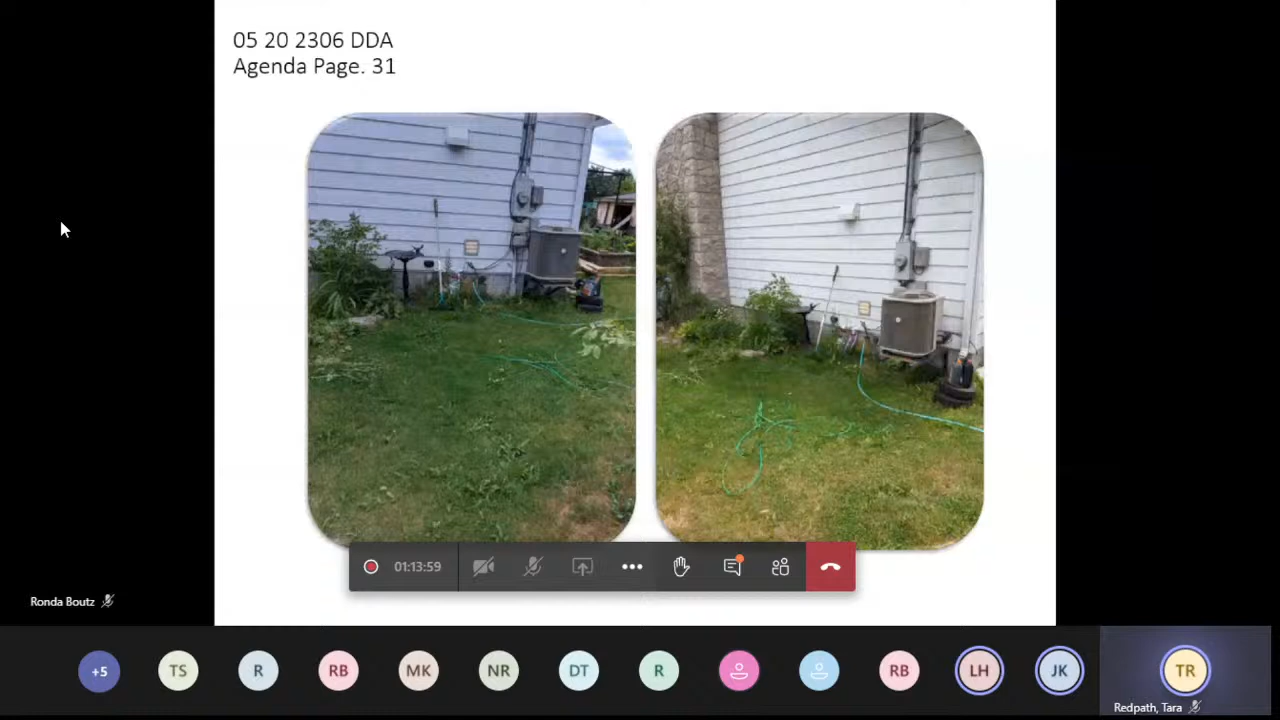 05 20 2306 DDA
Agenda Page. 31
01:13:59
Ronda Boutz
+5
TS
R
RB
MK
NR
DT
R
RB
LH
JK
TR
Redpath, Tara